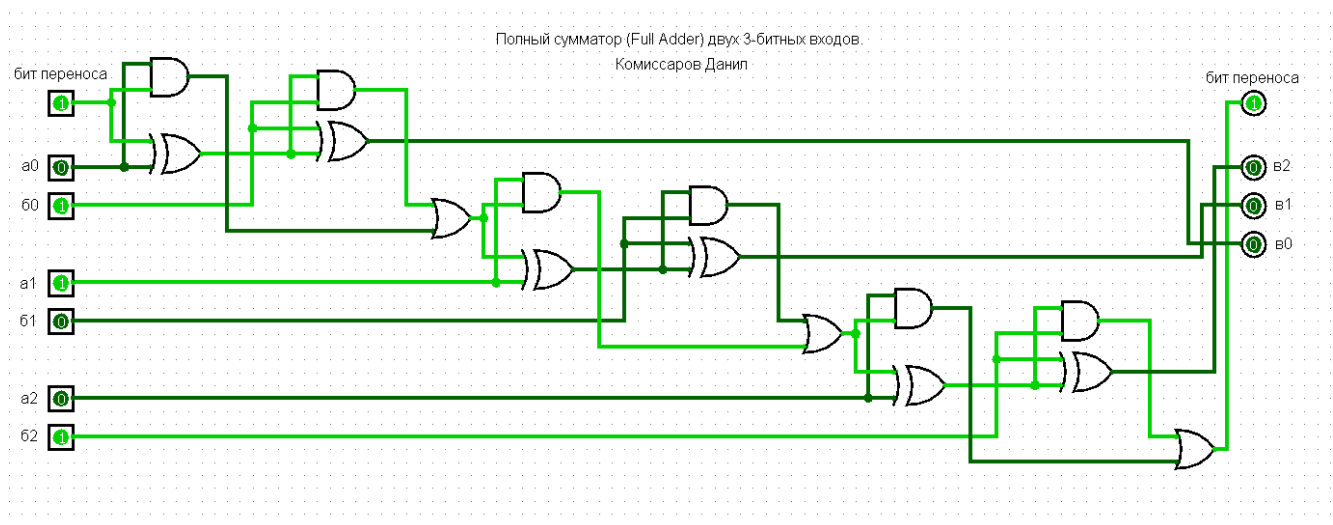 Полный сумматор (Full Adder) двух 3-битных входов.
Комиссаров Данил
бит переноса
1
а0 0
б0 1
а1 1
б1 0
а2 0
б2 1
бит переноса
1
0 в2
0 в1
0 в0